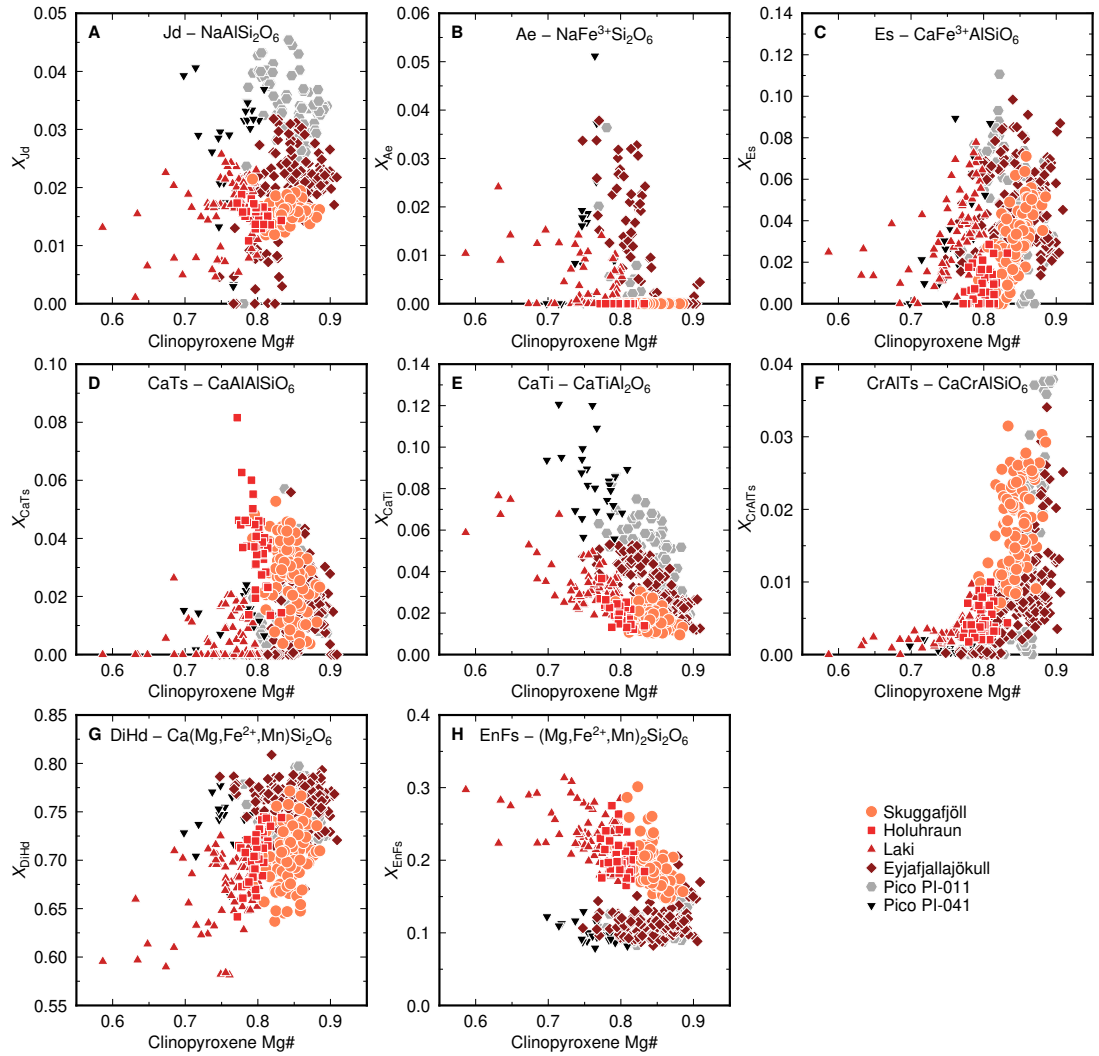 A Jd – NaAlSi₂O₆
X_Jd
0.05
0.04
0.03
0.02
0.01
0.00
0.6 0.7 0.8 0.9
Clinopyroxene Mg#
B Ae – NaFe³⁺Si₂O₆
X_Ae
0.06
0.05
0.04
0.03
0.02
0.01
0.00
0.6 0.7 0.8 0.9
Clinopyroxene Mg#
C Es – CaFe³⁺AlSiO₆
X_Es
0.14
0.12
0.10
0.08
0.06
0.04
0.02
0.00
0.6 0.7 0.8 0.9
Clinopyroxene Mg#
D CaTs – CaAlAlSiO₆
X_CaTs
0.10
0.08
0.06
0.04
0.02
0.00
0.6 0.7 0.8 0.9
Clinopyroxene Mg#
E CaTi – CaTiAl₂O₆
X_CaTi
0.14
0.12
0.10
0.08
0.06
0.04
0.02
0.00
0.6 0.7 0.8 0.9
Clinopyroxene Mg#
F CrAlTs – CaCrAlSiO₆
X_CrAlTs
0.04
0.03
0.02
0.01
0.00
0.6 0.7 0.8 0.9
Clinopyroxene Mg#
G DiHd – Ca(Mg,Fe²⁺,Mn)Si₂O₆
X_DiHd
0.85
0.80
0.75
0.70
0.65
0.60
0.55
0.6 0.7 0.8 0.9
Clinopyroxene Mg#
H EnFs – (Mg,Fe²⁺,Mn)₂Si₂O₆
X_EnFs
0.4
0.3
0.2
0.1
0.0
0.6 0.7 0.8 0.9
Clinopyroxene Mg#
Skuggafjöll
Holuhraun
Laki
Eyjafjallajökull
Pico PI-011
Pico PI-041